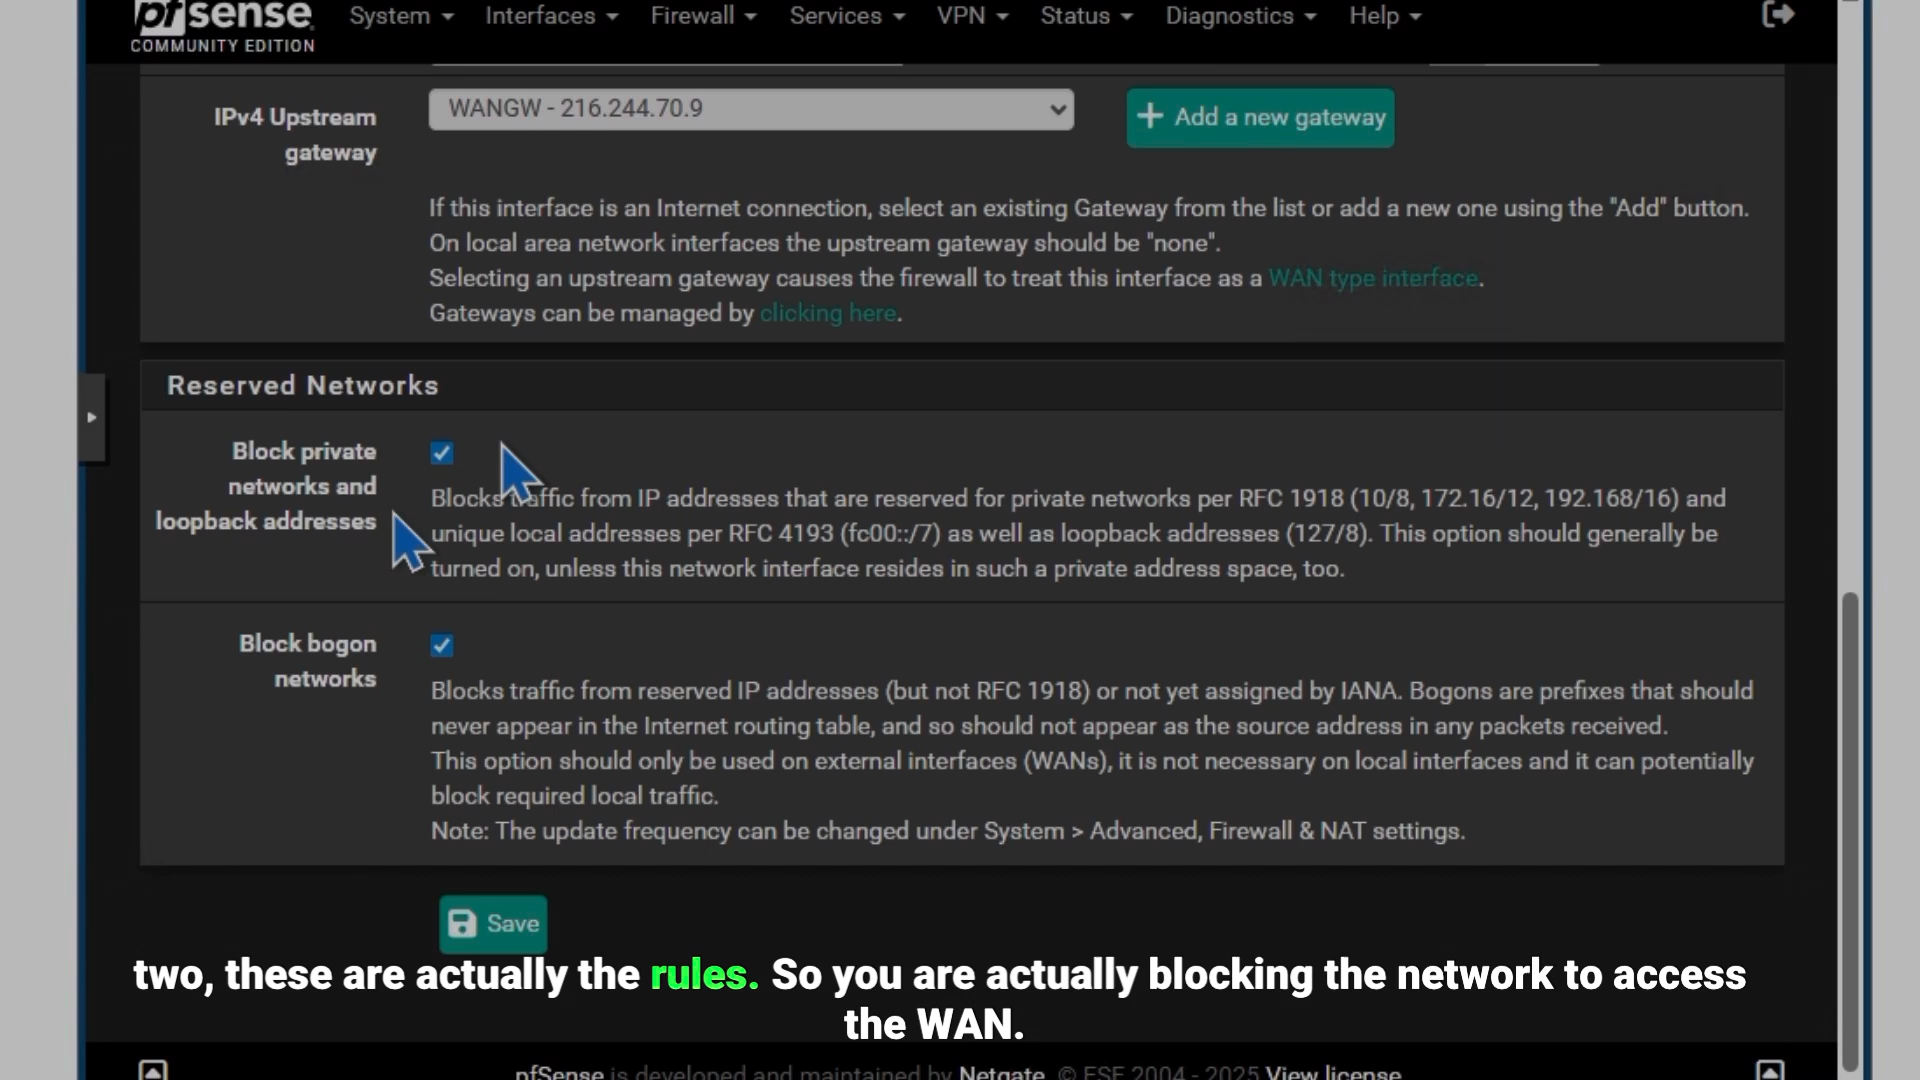 pfsense
COMMUNITY EDITION
System Interfaces Firewall Services VPN Status Diagnostics Help
IPv4 Upstream
gateway
WANGW - 216.244.70.9
Add a new gateway
If this interface is an Internet connection, select an existing Gateway from the list or add a new one using the "Add" button.
On local area network interfaces the upstream gateway should be "none".
Selecting an upstream gateway causes the firewall to treat this interface as a WAN type interface.
Gateways can be managed by clicking here.
Reserved Networks
Block private
networks and
loopback addresses
Blocks traffic from IP addresses that are reserved for private networks per RFC 1918 (10/8, 172.16/12, 192.168/16) and
unique local addresses per RFC 4193 (fc00::/7) as well as loopback addresses (127/8). This option should generally be
turned on, unless this network interface resides in such a private address space, too.
Block bogon
networks
Blocks traffic from reserved IP addresses (but not RFC 1918) or not yet assigned by IANA. Bogons are prefixes that should
never appear in the Internet routing table, and so should not appear as the source address in any packets received.
This option should only be used on external interfaces (WANs), it is not necessary on local interfaces and it can potentially
block required local traffic.
Note: The update frequency can be changed under System > Advanced, Firewall & NAT settings.
Save
two, these are actually the rules. So you are actually blocking the network to access
the WAN.
pfSense is developed and maintained by Netgate. © ESF 2004 - 2025 View license.